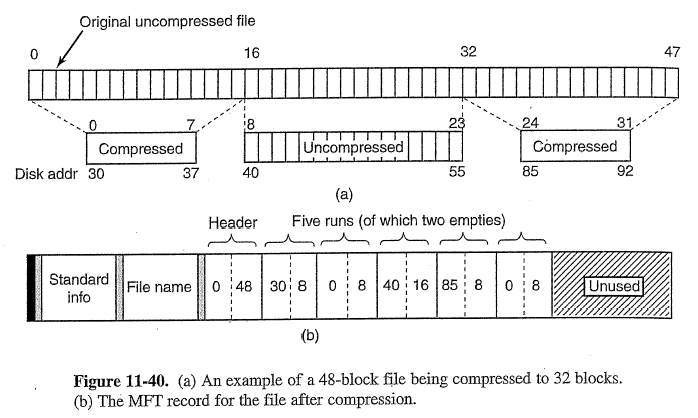 Original uncompressed file
0 16 32 47
0 7 8 23 24 31
Compressed Uncompressed Compressed
Disk addr 30 37 40 55 85 92
(a)
Header Five runs (of which two empties)
Standard info File name 0 48 30 8 0 8 40 16 85 8 0 8 Unused
(b)
Figure 11-40. (a) An example of a 48-block file being compressed to 32 blocks.
(b) The MFT record for the file after compression.